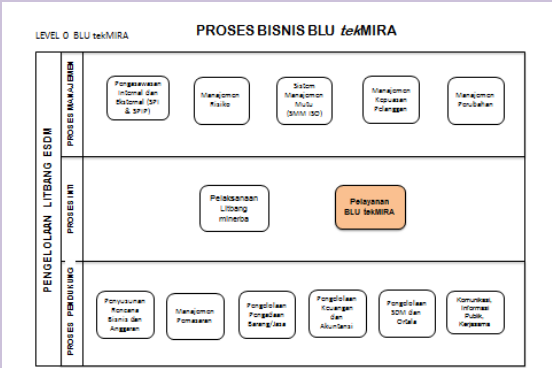 PROSES BISNIS BLU tekMIRA
LEVEL 0 BLU tekMIRA
PENGELOLAAN LITBANG ESDM
PROSES MANAJEMEN
Pengawasan
Internal dan
Eksternal (SPI
& SPIP)
Manajemen
Risiko
Sistem
Manajemen
Mutu
(SMM ISO)
Manajemen
Kepuasan
Pelanggan
Manajemen
Perubahan
PROSES INTI
Pelaksanaan
Litbang
minerba
Pelayanan
BLU tekMIRA
PROSES PENDUKUNG
Penyusunan
Rencana
Bisnis dan
Anggaran
Manajemen
Pemasaran
Pengelolaan
Pengadaan
Barang/Jasa
Pengelolaan
Keuangan
dan
Akuntansi
Pengelolaan
SDM dan
Ortala
Komunikasi,
Informasi
Publik,
Kerjasama